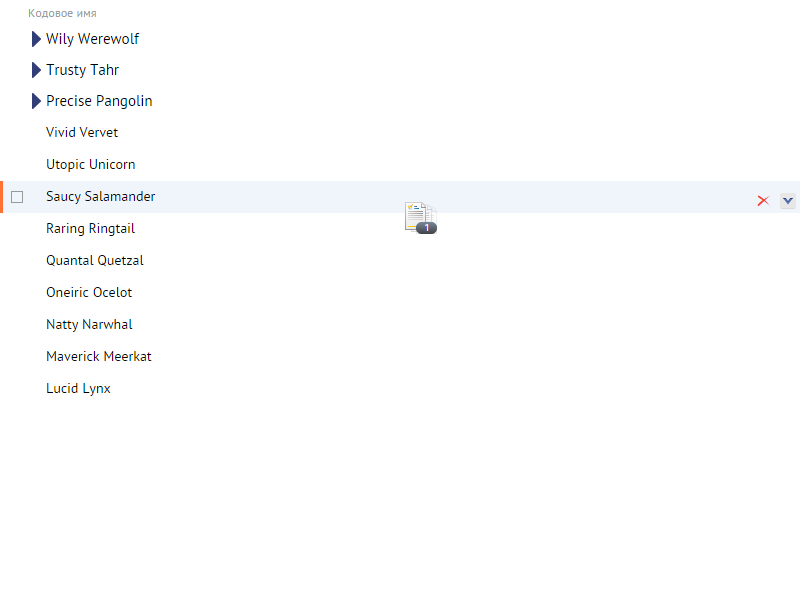 Кодовое имя
Wily Werewolf
Trusty Tahr
Precise Pangolin
Vivid Vervet
Utopic Unicorn
Saucy Salamander
1
Raring Ringtail
Quantal Quetzal
Oneiric Ocelot
Natty Narwhal
Maverick Meerkat
Lucid Lynx